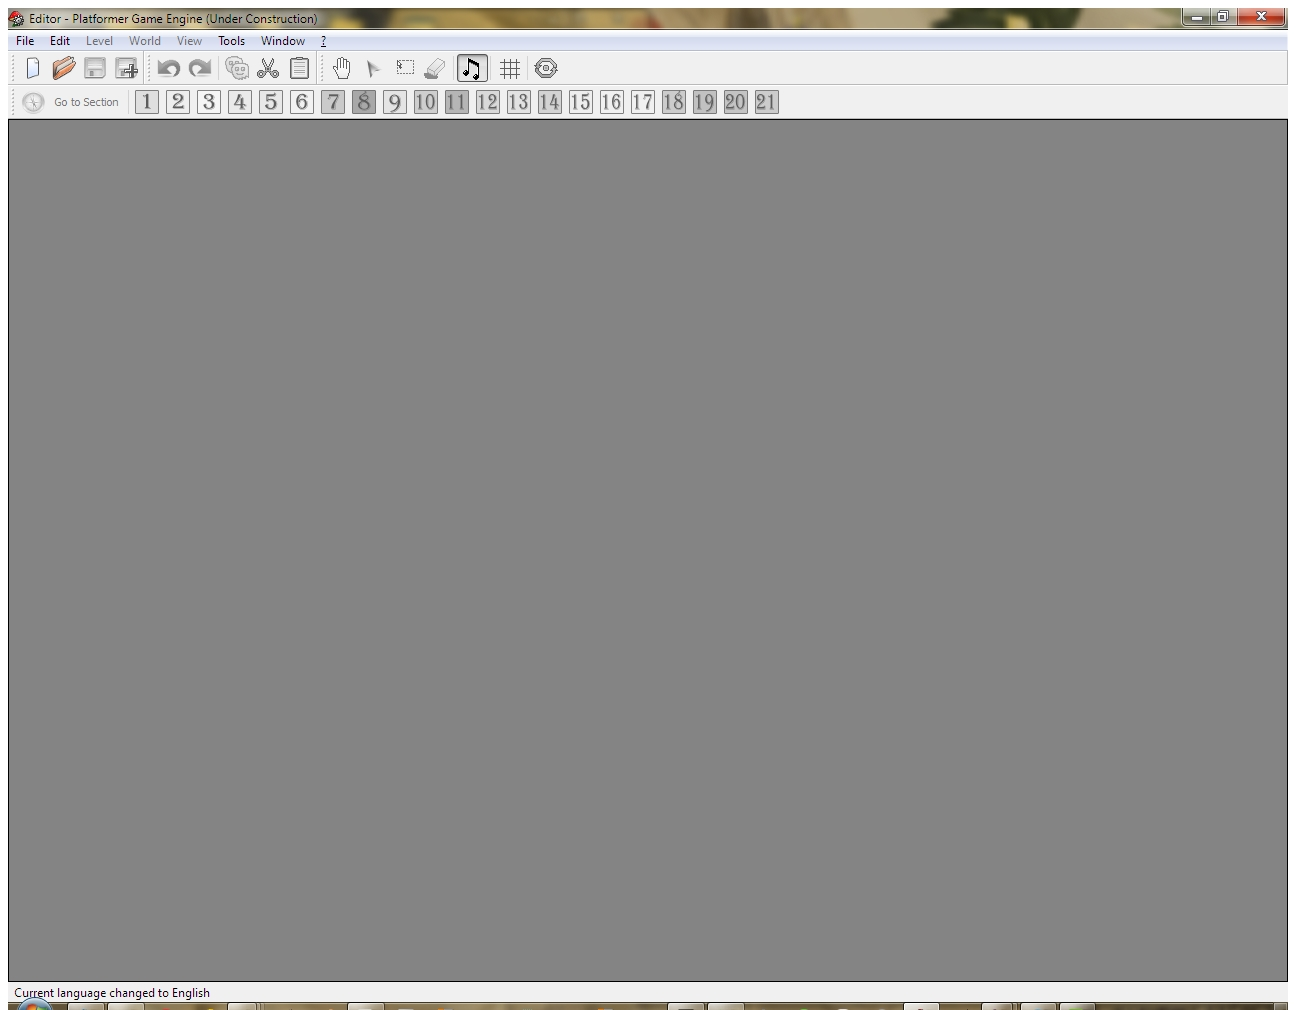 Editor - Platformer Game Engine (Under Construction)
File Edit Level World View Tools Window ?
Go to Section 1 2 3 4 5 6 7 8 9 10 11 12 13 14 15 16 17 18 19 20 21
Current language changed to English